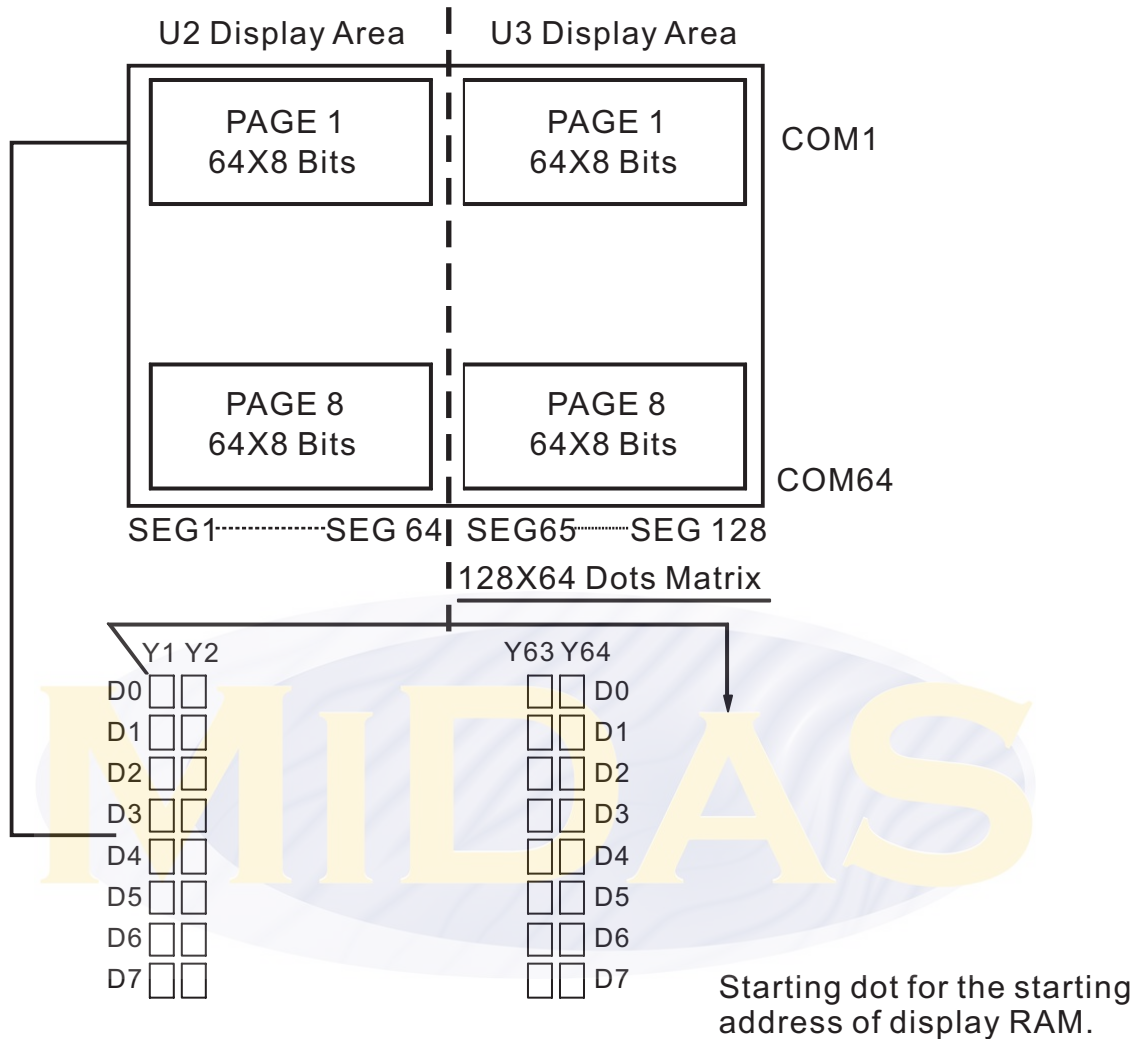 U2 Display Area U3 Display Area
PAGE 1 PAGE 1
64X8 Bits 64X8 Bits
COM1
PAGE 8 PAGE 8
64X8 Bits 64X8 Bits
COM64
SEG1 SEG 64 SEG65 SEG 128
128X64 Dots Matrix
Y1 Y2 Y63 Y64
D0 D0
D1 D1
D2 D2
D3 D3
D4 D4
D5 D5
D6 D6
D7 D7
MIDAS
Starting dot for the starting
address of display RAM.